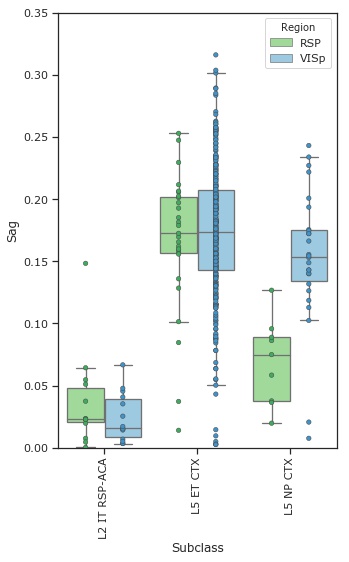 0.35
0.30
0.25
0.20
0.15
0.10
0.05
0.00
Sag
Region
RSP
VISp
L2 IT RSP-ACA
L5 ET CTX
L5 NP CTX
Subclass